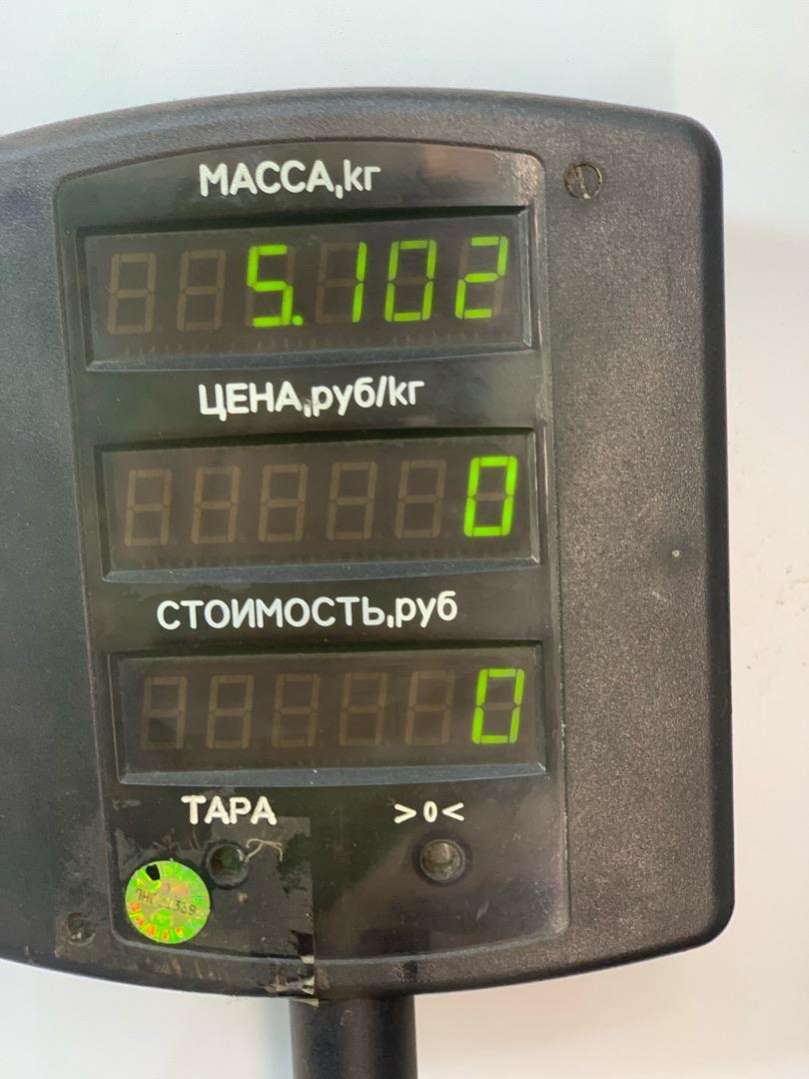 МАССА,кг
5.102
ЦЕНА,руб/кг
0
СТОИМОСТЬ,руб
0
ТАРА >0<